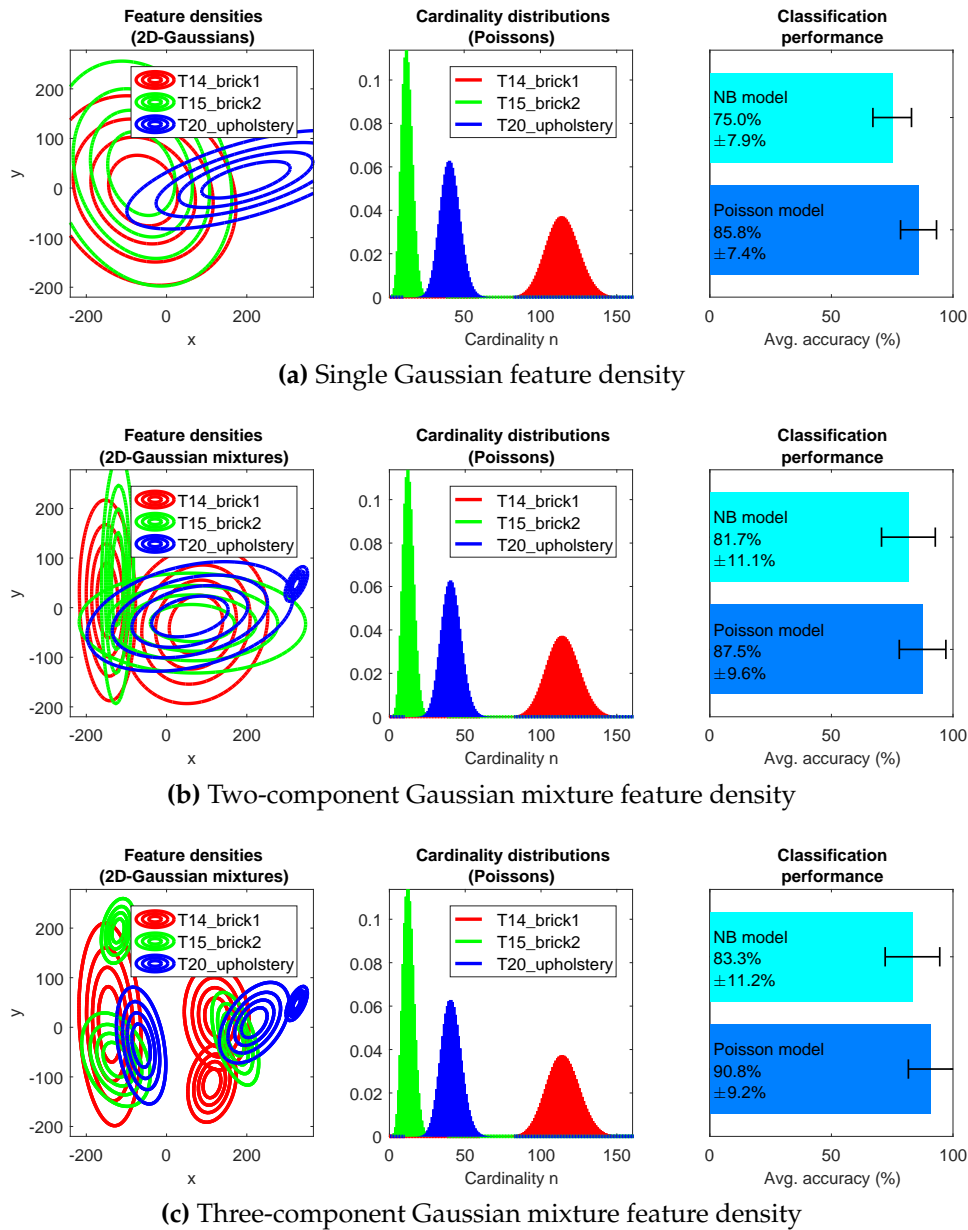 Feature densities
(2D-Gaussians)
T14_brick1
T15_brick2
T20_upholstery
200
100
0
-100
-200
y
-200
0
200
x
Cardinality distributions
(Poissons)
T14_brick1
T15_brick2
T20_upholstery
0.1
0.08
0.06
0.04
0.02
0
0
50
100
150
Cardinality n
Classification
performance
NB model
75.0%
±7.9%
Poisson model
85.8%
±7.4%
0
50
100
Avg. accuracy (%)
(a) Single Gaussian feature density
Feature densities
(2D-Gaussian mixtures)
T14_brick1
T15_brick2
T20_upholstery
200
100
0
-100
-200
y
-200
0
200
x
Cardinality distributions
(Poissons)
T14_brick1
T15_brick2
T20_upholstery
0.1
0.08
0.06
0.04
0.02
0
0
50
100
150
Cardinality n
Classification
performance
NB model
81.7%
±11.1%
Poisson model
87.5%
±9.6%
0
50
100
Avg. accuracy (%)
(b) Two-component Gaussian mixture feature density
Feature densities
(2D-Gaussian mixtures)
T14_brick1
T15_brick2
T20_upholstery
200
100
0
-100
-200
y
-200
0
200
x
Cardinality distributions
(Poissons)
T14_brick1
T15_brick2
T20_upholstery
0.1
0.08
0.06
0.04
0.02
0
0
50
100
150
Cardinality n
Classification
performance
NB model
83.3%
±11.2%
Poisson model
90.8%
±9.2%
0
50
100
Avg. accuracy (%)
(c) Three-component Gaussian mixture feature density